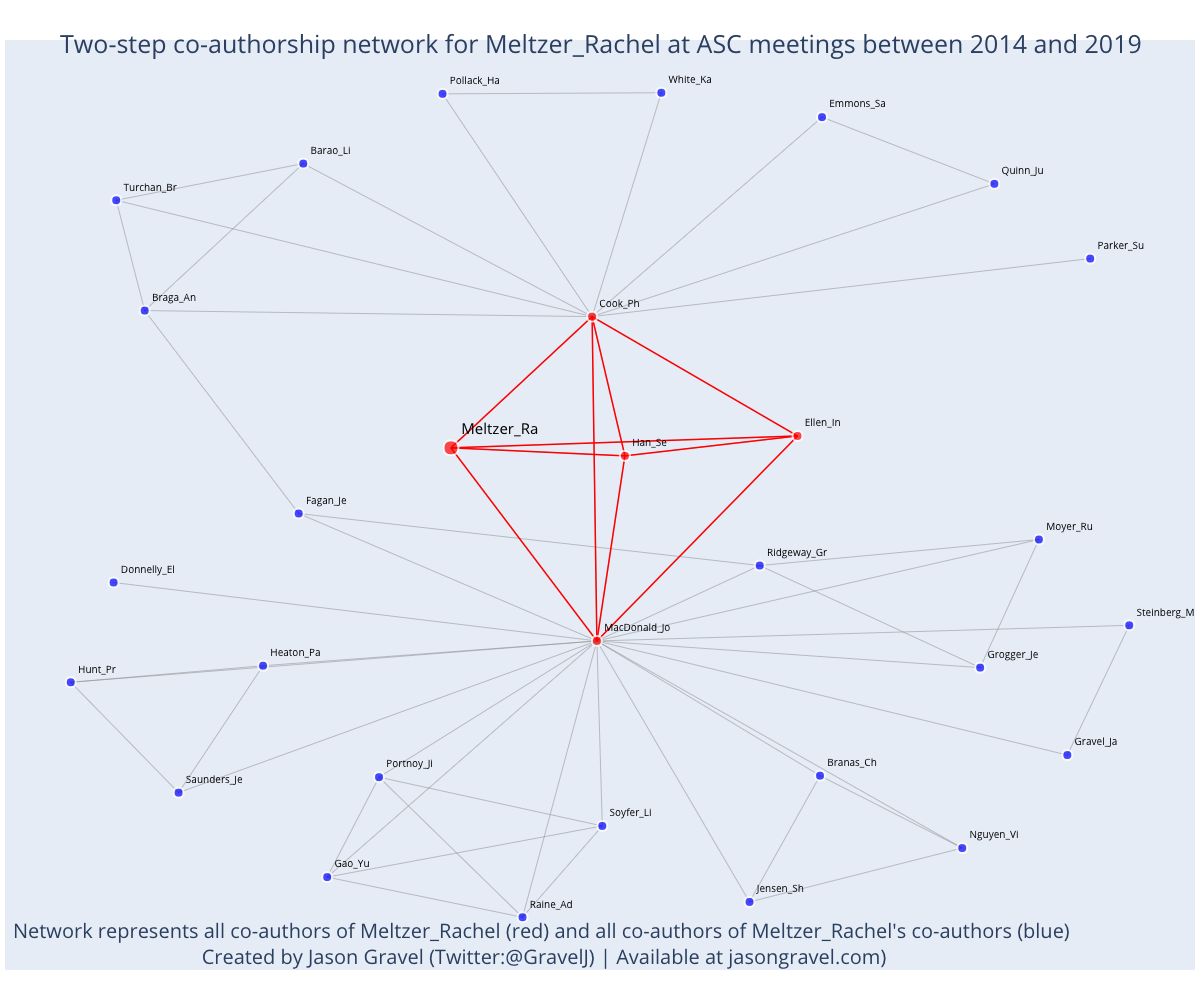 Two-step co-authorship network for Meltzer_Rachel at ASC meetings between 2014 and 2019
Pollack_Ha
White_Ka
Emmons_Sa
Barao_Li
Quinn_Ju
Turchan_Br
Parker_Su
Braga_An
Cook_Ph
Ellen_In
Meltzer_Ra
Han_Se
Fagan_Je
Moyer_Ru
Ridgeway_Gr
Donnelly_El
Steinberg_M
MacDonald_Jo
Heaton_Pa
Grogger_Je
Hunt_Pr
Gravel_Ja
Portnoy_Ji
Branas_Ch
Saunders_Je
Soyfer_Li
Nguyen_Vi
Gao_Yu
Jensen_Sh
Raine_Ad
Network represents all co-authors of Meltzer_Rachel (red) and all co-authors of Meltzer_Rachel's co-authors (blue)
Created by Jason Gravel (Twitter:@GravelJ) | Available at jasongravel.com)